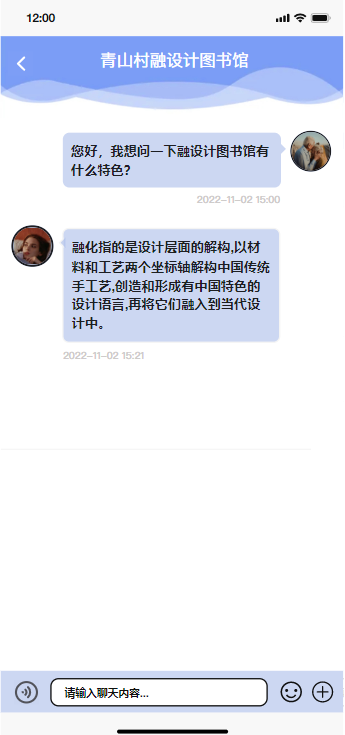 12:00
青山村融设计图书馆
您好，我想问一下融设计图书馆有
什么特色?
2022-11-02 15:00
融化指的是设计层面的解构,以材
料和工艺两个坐标轴解构中国传统
手工艺,创造和形成有中国特色的
设计语言,再将它们融入到当代设
计中。
2022-11-02 15:21
请输入聊天内容...